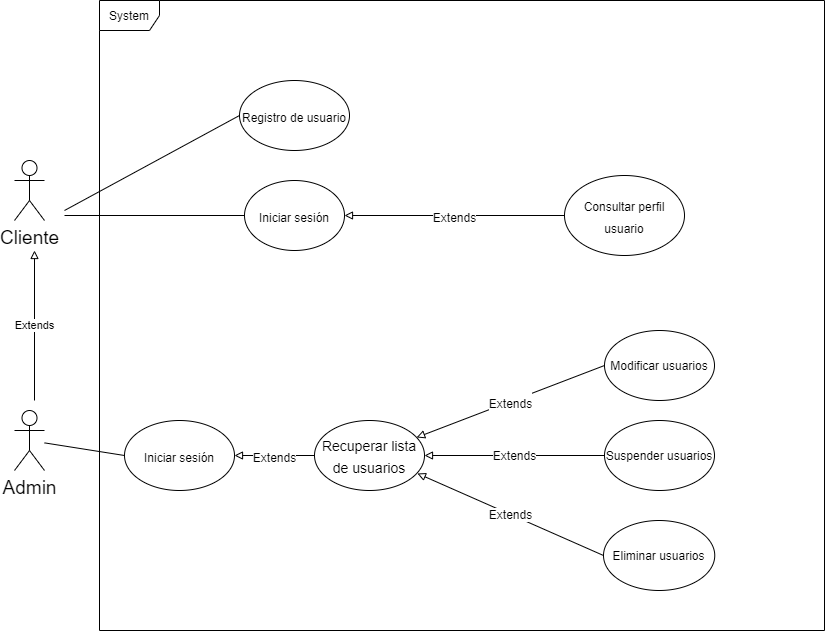 System
Registro de usuario
Cliente
Iniciar sesión
Extends
Consultar perfil
usuario
Extends
Admin
Iniciar sesión
Extends
Recuperar lista
de usuarios
Extends
Modificar usuarios
Extends
Suspender usuarios
Extends
Eliminar usuarios